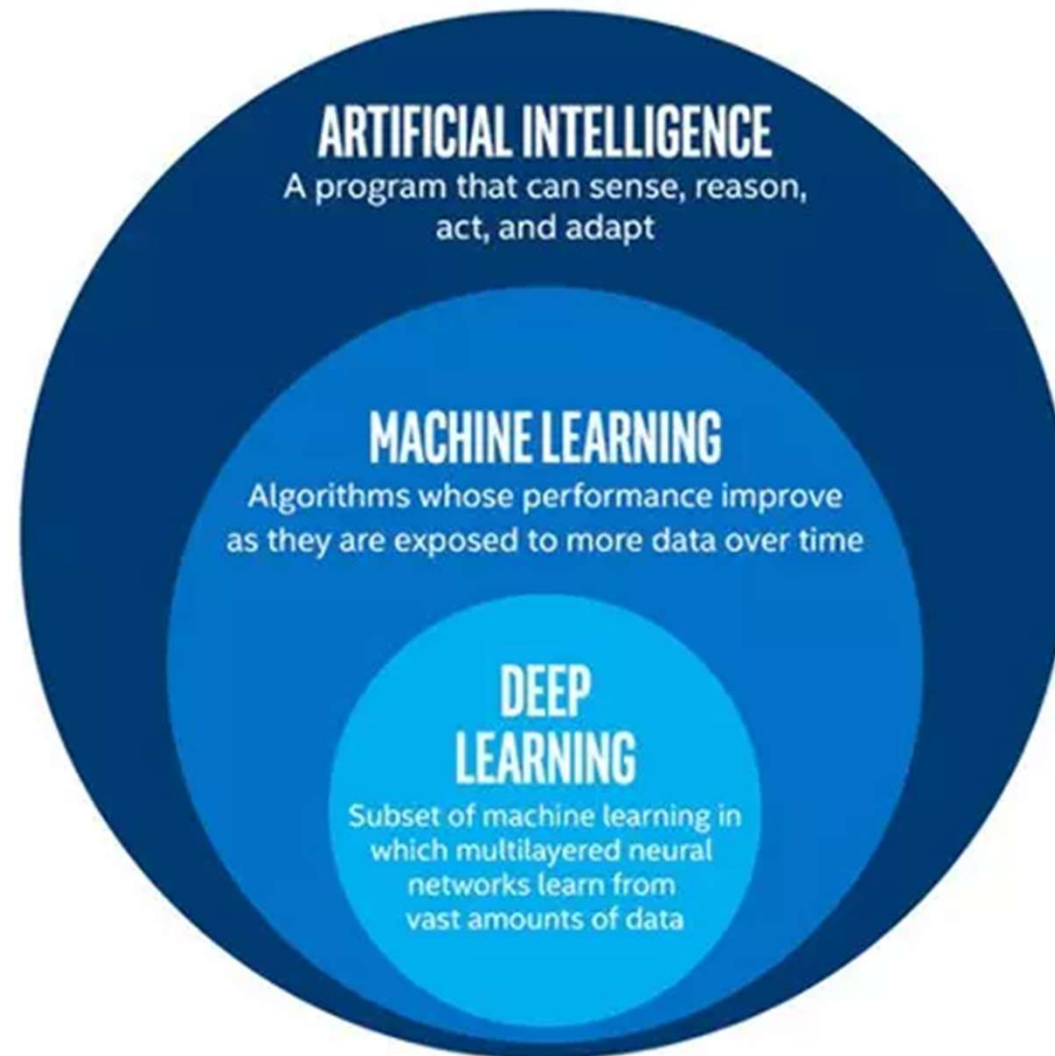 ARTIFICIAL INTELLIGENCE
A program that can sense, reason,
act, and adapt
MACHINE LEARNING
Algorithms whose performance improve
as they are exposed to more data over time
DEEP
LEARNING
Subset of machine learning in
which multilayered neural
networks learn from
vast amounts of data